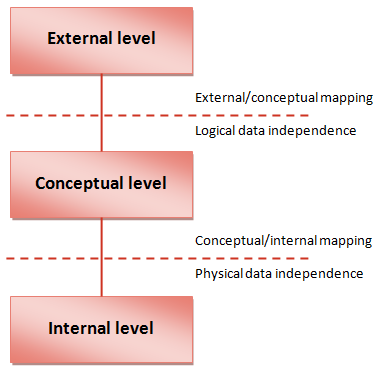 External level
External/conceptual mapping
Logical data independence
Conceptual level
Conceptual/internal mapping
Physical data independence
Internal level